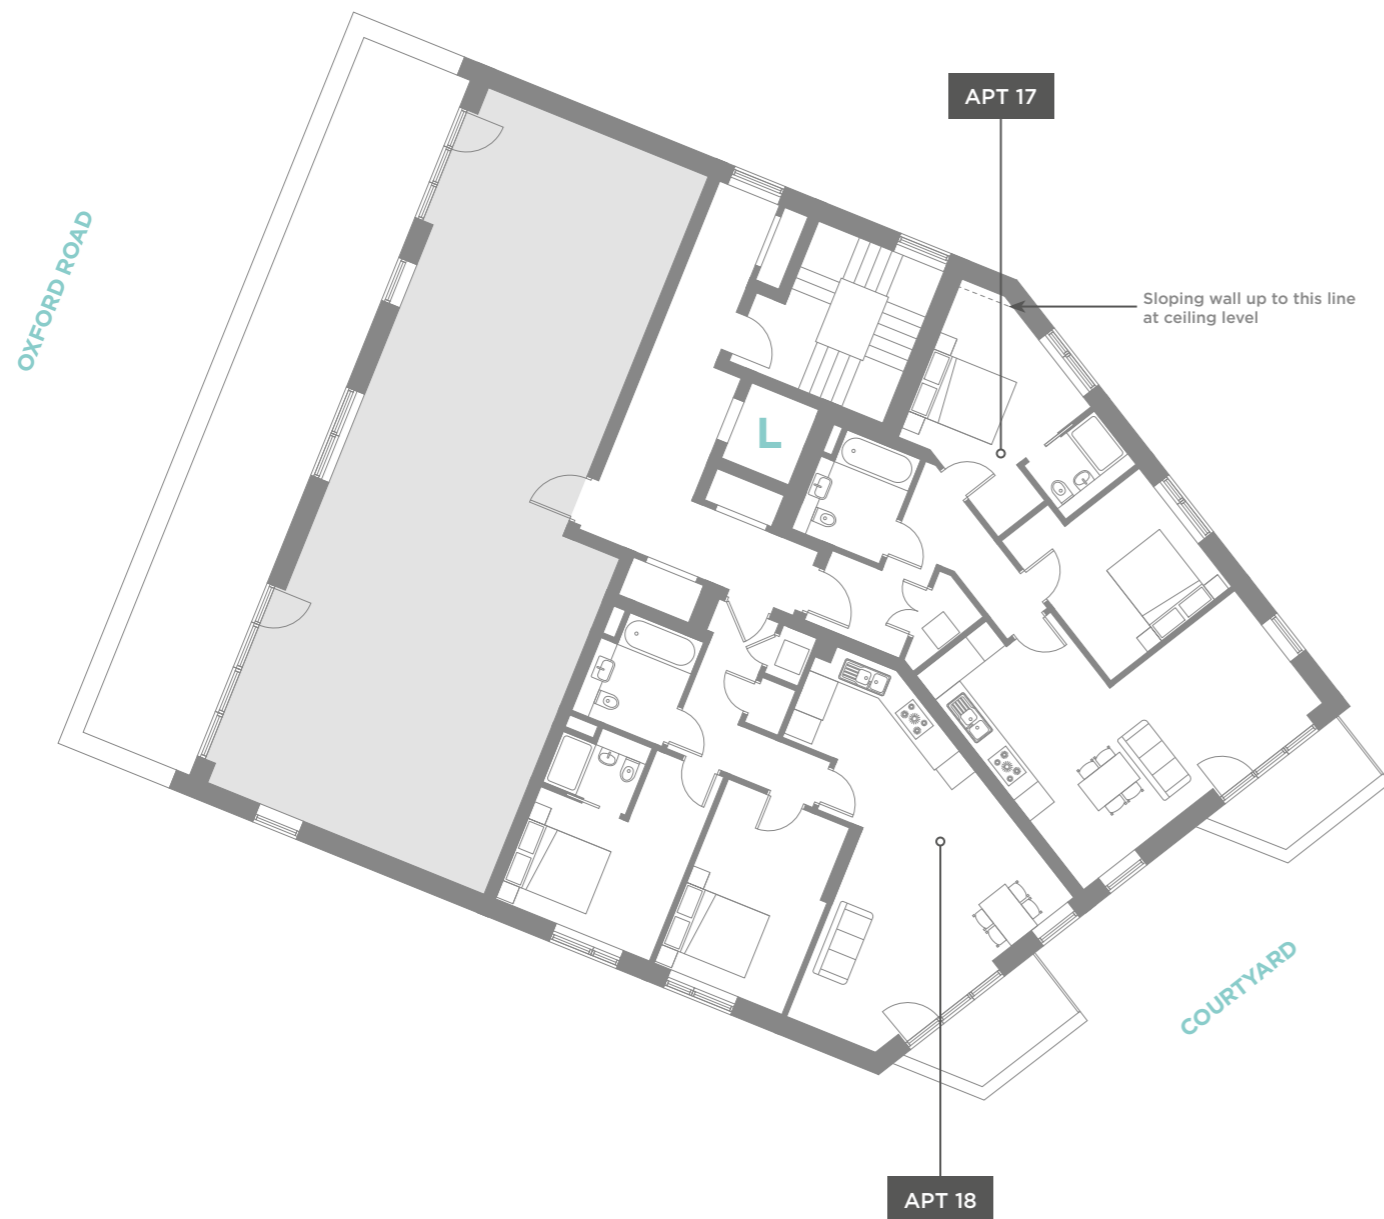 APT 17
OXFORD ROAD
Sloping wall up to this line
at ceiling level
L
COURTYARD
APT 18